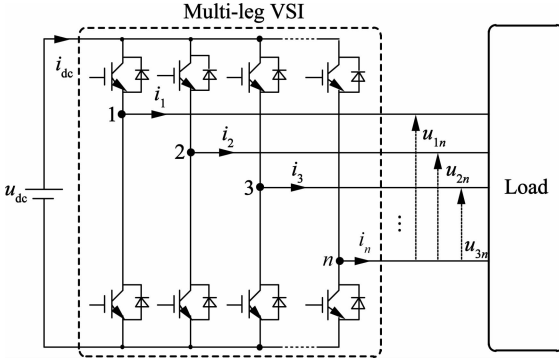 Multi-leg VSI
i_dc
1
i_1
2
i_2
u_1n
u_2n
3
i_3
u_dc
Load
⋮
u_3n
n
i_n